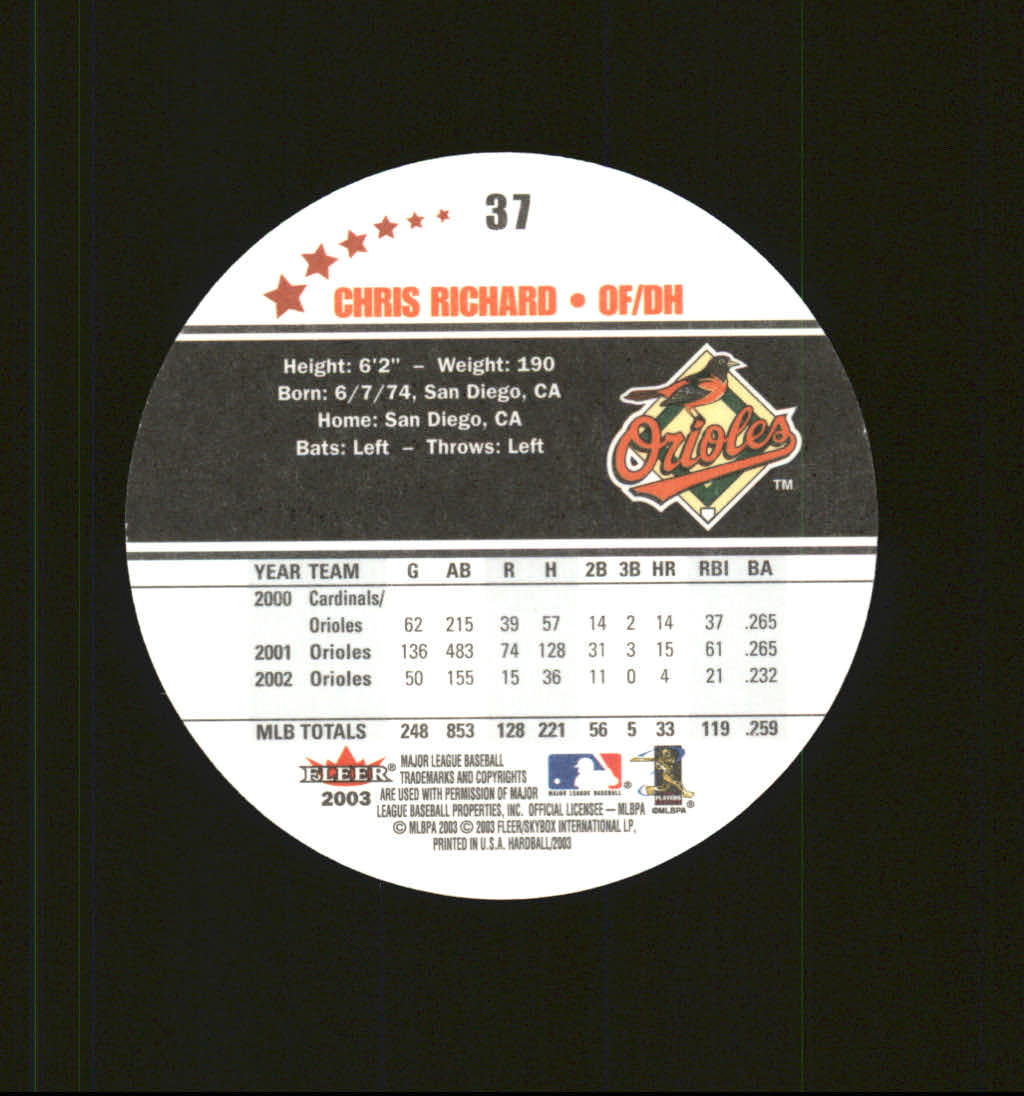 37
CHRIS RICHARD • OF/DH
Height: 6'2" – Weight: 190
Born: 6/7/74, San Diego, CA
Home: San Diego, CA
Bats: Left – Throws: Left
Orioles
TM
YEAR TEAM G AB R H 2B 3B HR RBI BA
2000 Cardinals/
Orioles 62 215 39 57 14 2 14 37 .265
2001 Orioles 136 483 74 128 31 3 15 61 .265
2002 Orioles 50 155 15 36 11 0 4 21 .232
MLB TOTALS 248 853 128 221 56 5 33 119 .259
FLEER®
2003
MAJOR LEAGUE BASEBALL
TRADEMARKS AND COPYRIGHTS
ARE USED WITH PERMISSION OF MAJOR
LEAGUE BASEBALL PROPERTIES, INC. OFFICIAL LICENSEE — MLBPA
© MLBPA 2003 © 2003 FLEER/SKYBOX INTERNATIONAL LP,
PRINTED IN U.S.A. HARDBALL/2003
MAJOR LEAGUE BASEBALL ®
PLAYERS
©MLBPA ®